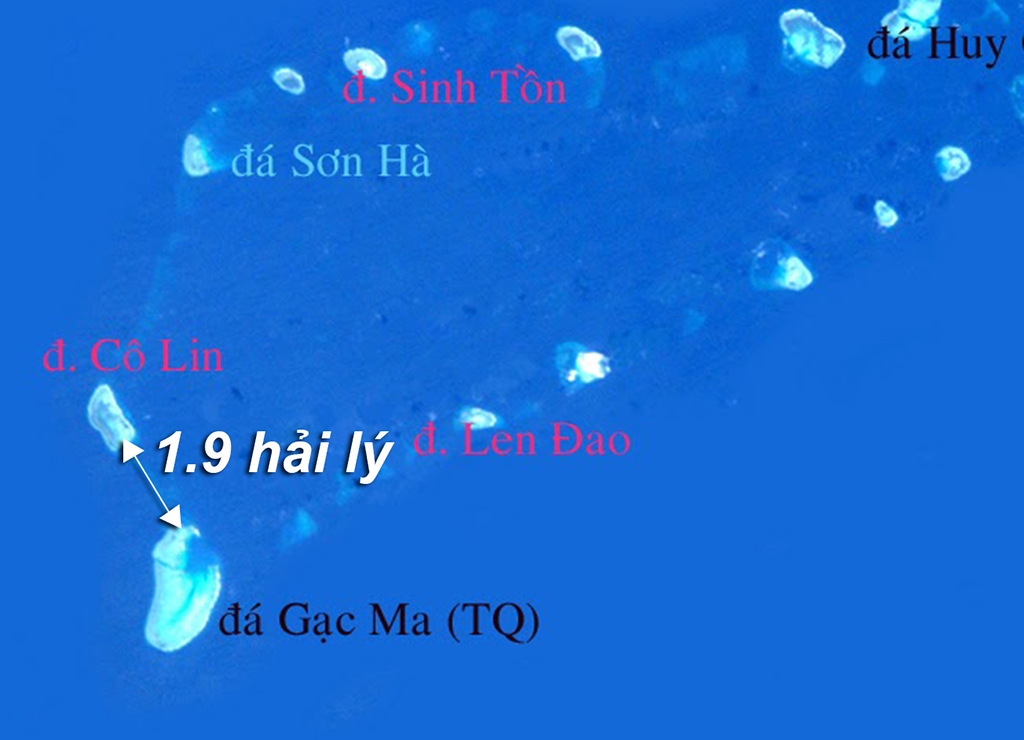 đá Huy
đ. Sinh Tồn
đá Sơn Hà
đ. Cô Lin
1.9 hải lý
đ. Len Đao
đá Gạc Ma (TQ)